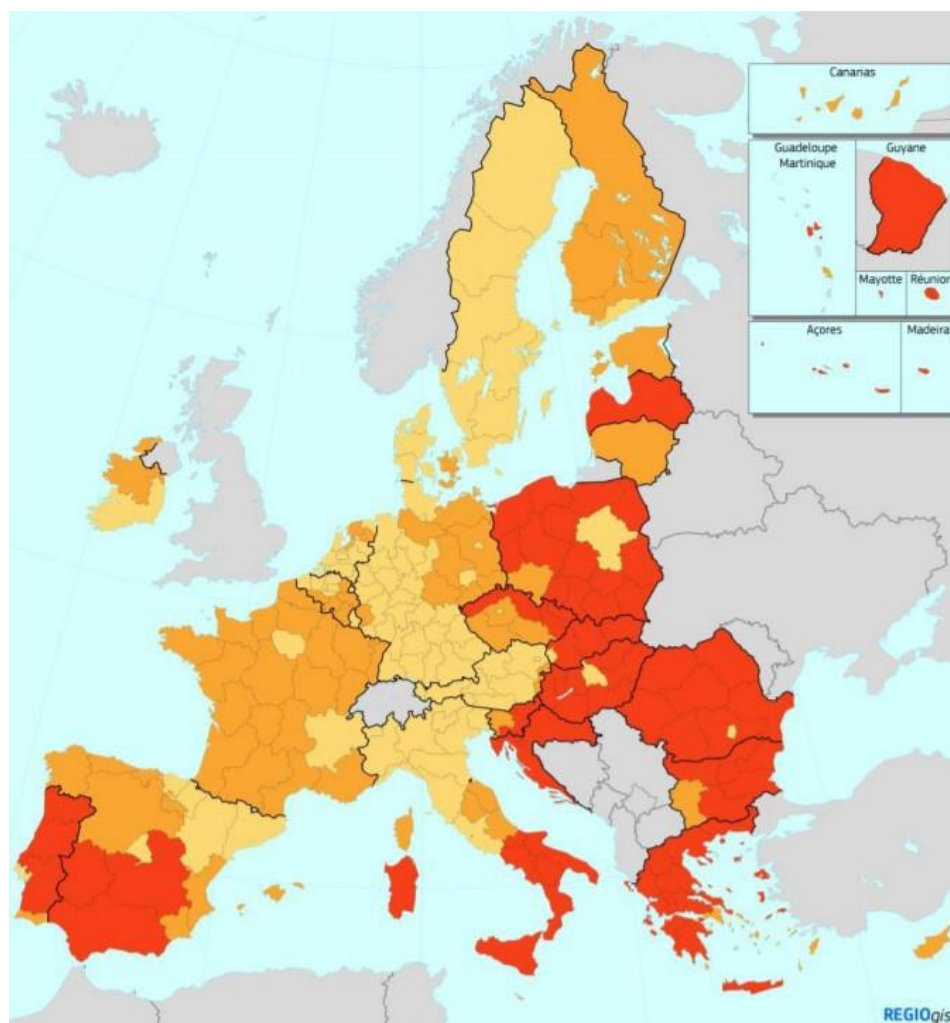 Canarias
Guadeloupe
Martinique
Guyane
Mayotte
Réunion
Açores
Madeira
REGIOgis